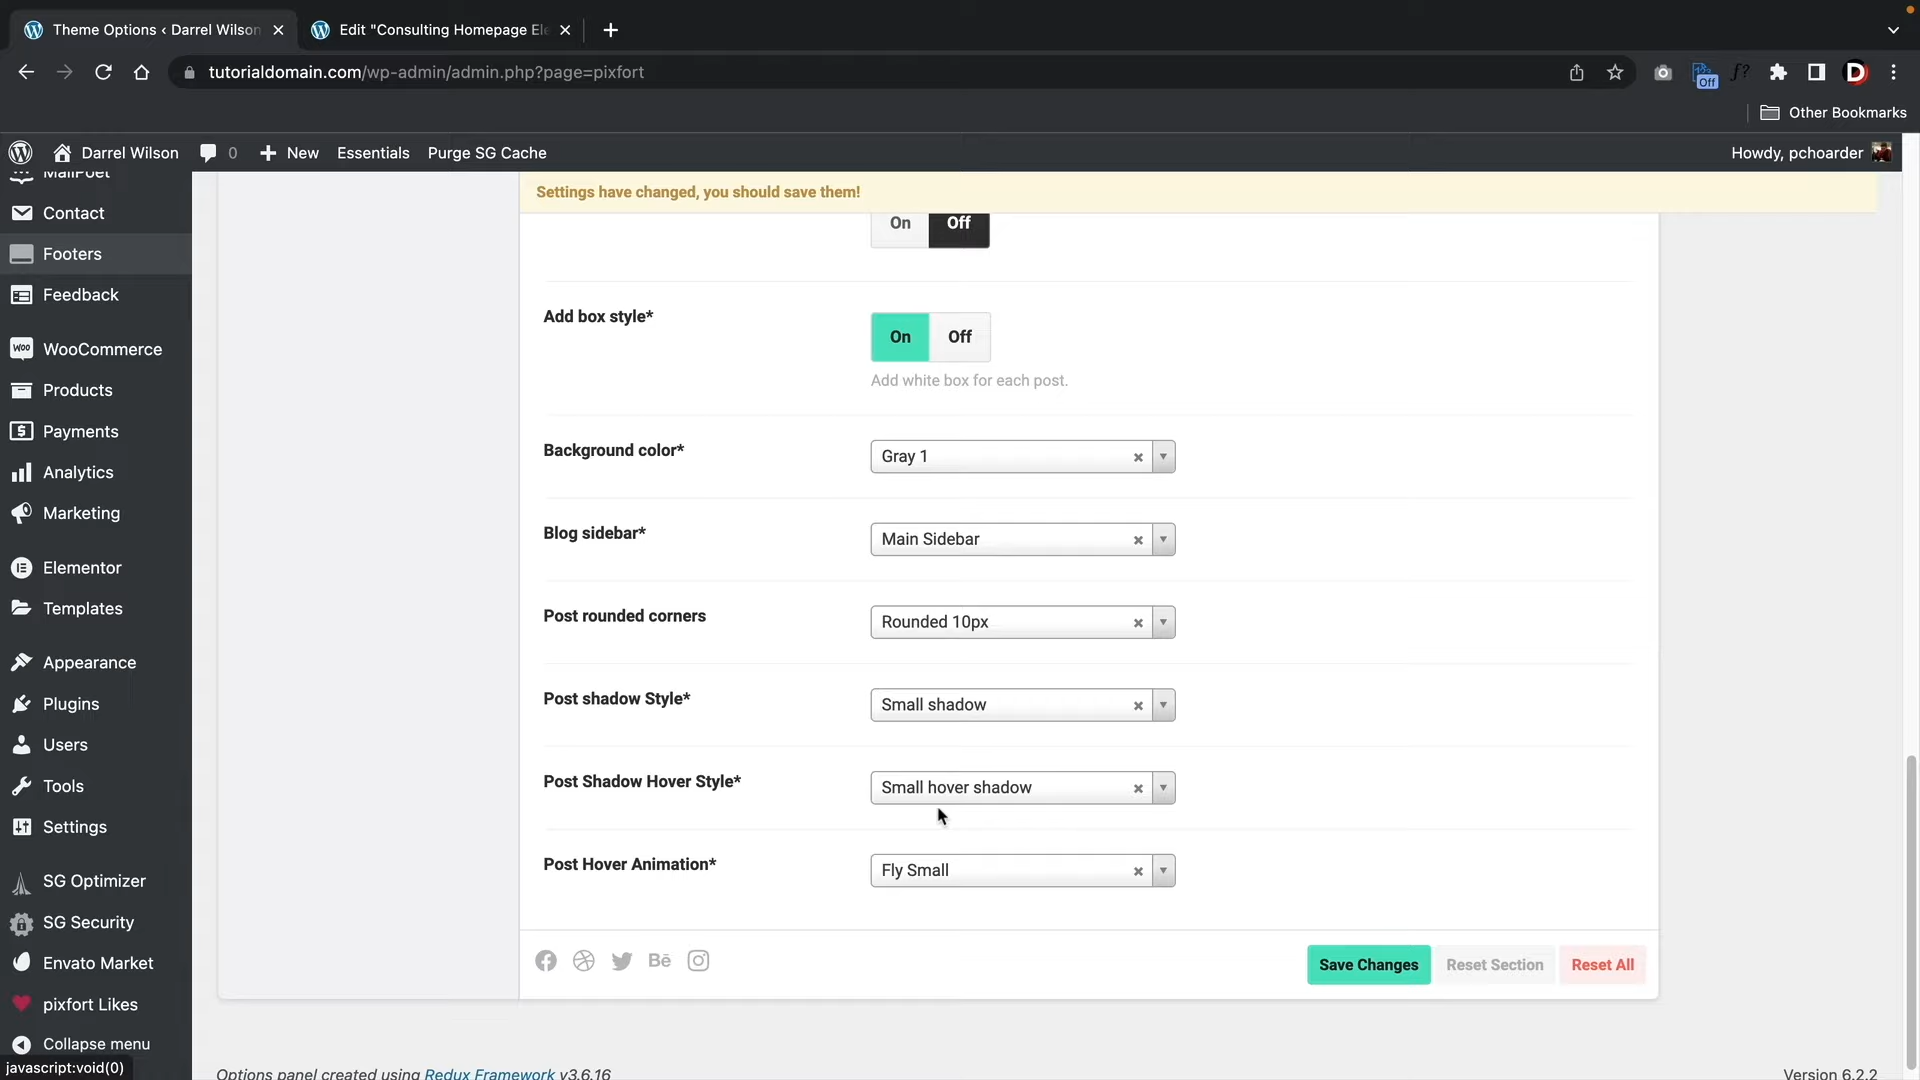 Theme Options ‹ Darrel Wilson
Edit "Consulting Homepage Ele
tutorialdomain.com/wp-admin/admin.php?page=pixfort
Off
f?
D
Other Bookmarks
Darrel Wilson
0
New
Essentials
Purge SG Cache
Howdy, pchoarder
MailPoet
Contact
Footers
Feedback
WooCommerce
Products
Payments
Analytics
Marketing
Elementor
Templates
Appearance
Plugins
Users
Tools
Settings
SG Optimizer
SG Security
Envato Market
pixfort Likes
Collapse menu
javascript:void(0)
Settings have changed, you should save them!
On Off
Add box style*
On Off
Add white box for each post.
Background color*
Gray 1
Blog sidebar*
Main Sidebar
Post rounded corners
Rounded 10px
Post shadow Style*
Small shadow
Post Shadow Hover Style*
Small hover shadow
Post Hover Animation*
Fly Small
Bē
Save Changes
Reset Section
Reset All
Options panel created using Redux Framework v3.6.16
Version 6.2.2